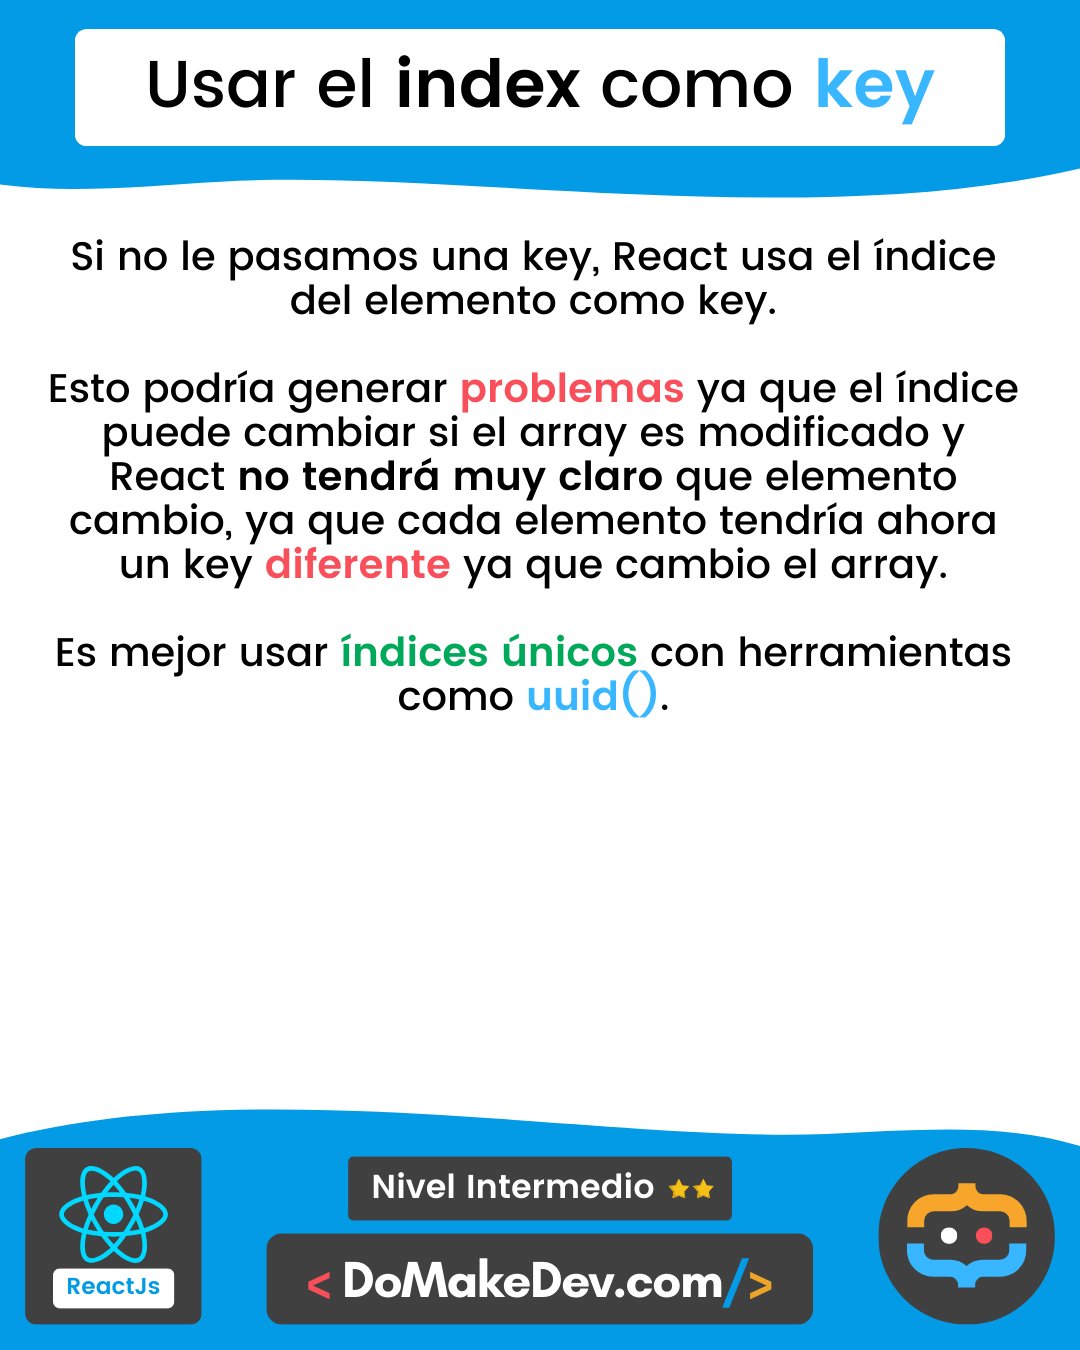 Usar el index como key
Si no le pasamos una key, React usa el índice
del elemento como key.
Esto podría generar problemas ya que el índice
puede cambiar si el array es modificado y
React no tendrá muy claro que elemento
cambio, ya que cada elemento tendría ahora
un key diferente ya que cambio el array.
Es mejor usar índices únicos con herramientas
como uuid().
Nivel Intermedio
ReactJs
< DoMakeDev.com/>